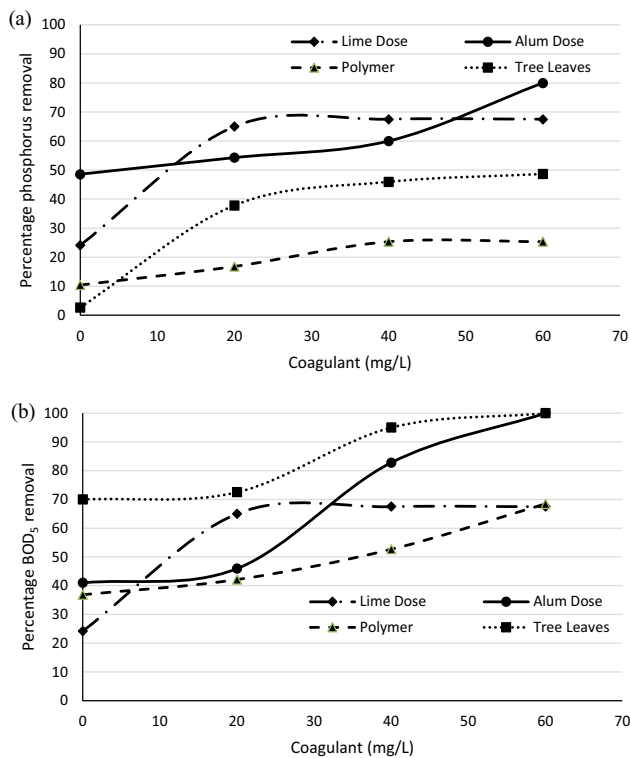 (a)
100
90
80
70
60
50
40
30
20
10
0
Percentage phosphorus removal
Lime Dose
Alum Dose
Polymer
Tree Leaves
0 10 20 30 40 50 60 70
Coagulant (mg/L)
(b)
100
90
80
70
60
50
40
30
20
10
0
Percentage BOD₅ removal
Lime Dose
Alum Dose
Polymer
Tree Leaves
0 10 20 30 40 50 60 70
Coagulant (mg/L)